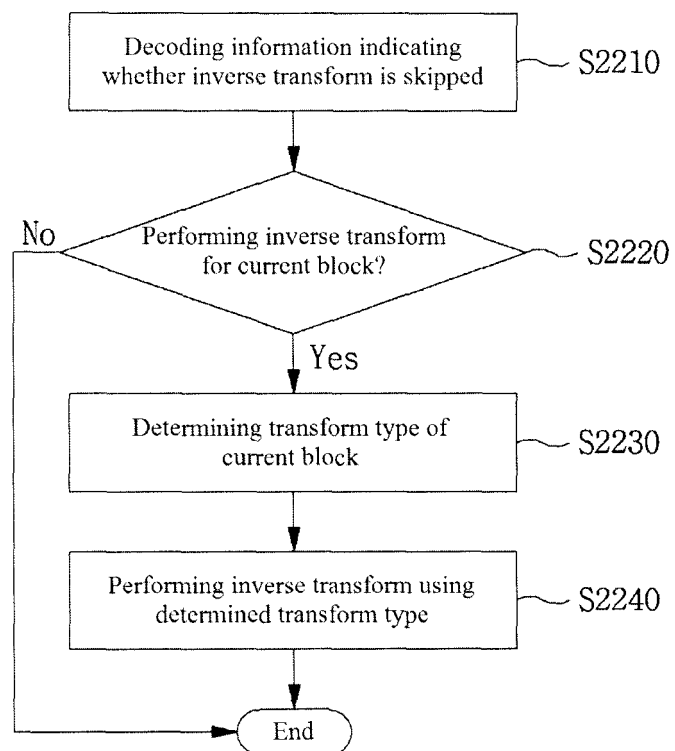 Decoding information indicating
whether inverse transform is skipped
S2210
No
Performing inverse transform
for current block?
S2220
Yes
Determining transform type of
current block
S2230
Performing inverse transform using
determined transform type
S2240
End